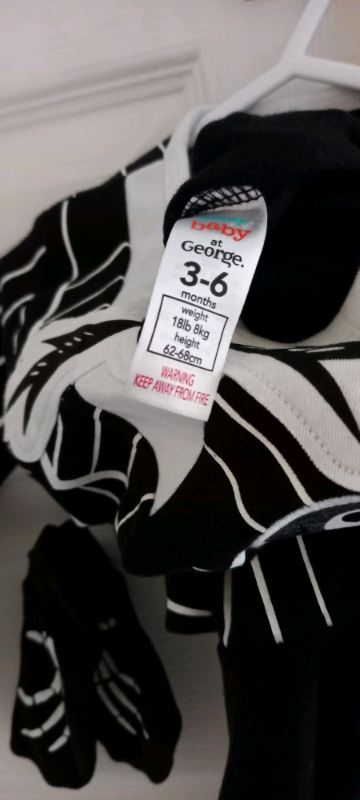 baby
at
George.
3-6
months
weight
18lb 8kg
height
62-68cm
WARNING
KEEP AWAY FROM FIRE